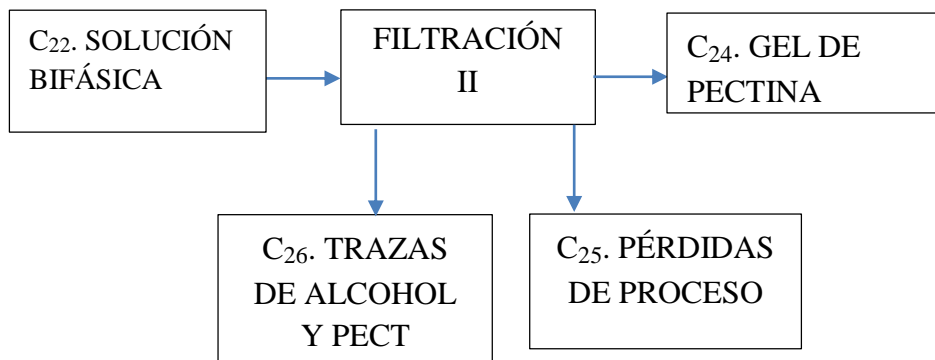 C₂₂. SOLUCIÓN
BIFÁSICA
FILTRACIÓN
II
C₂₄. GEL DE
PECTINA
C₂₆. TRAZAS
DE ALCOHOL
Y PECT
C₂₅. PÉRDIDAS
DE PROCESO